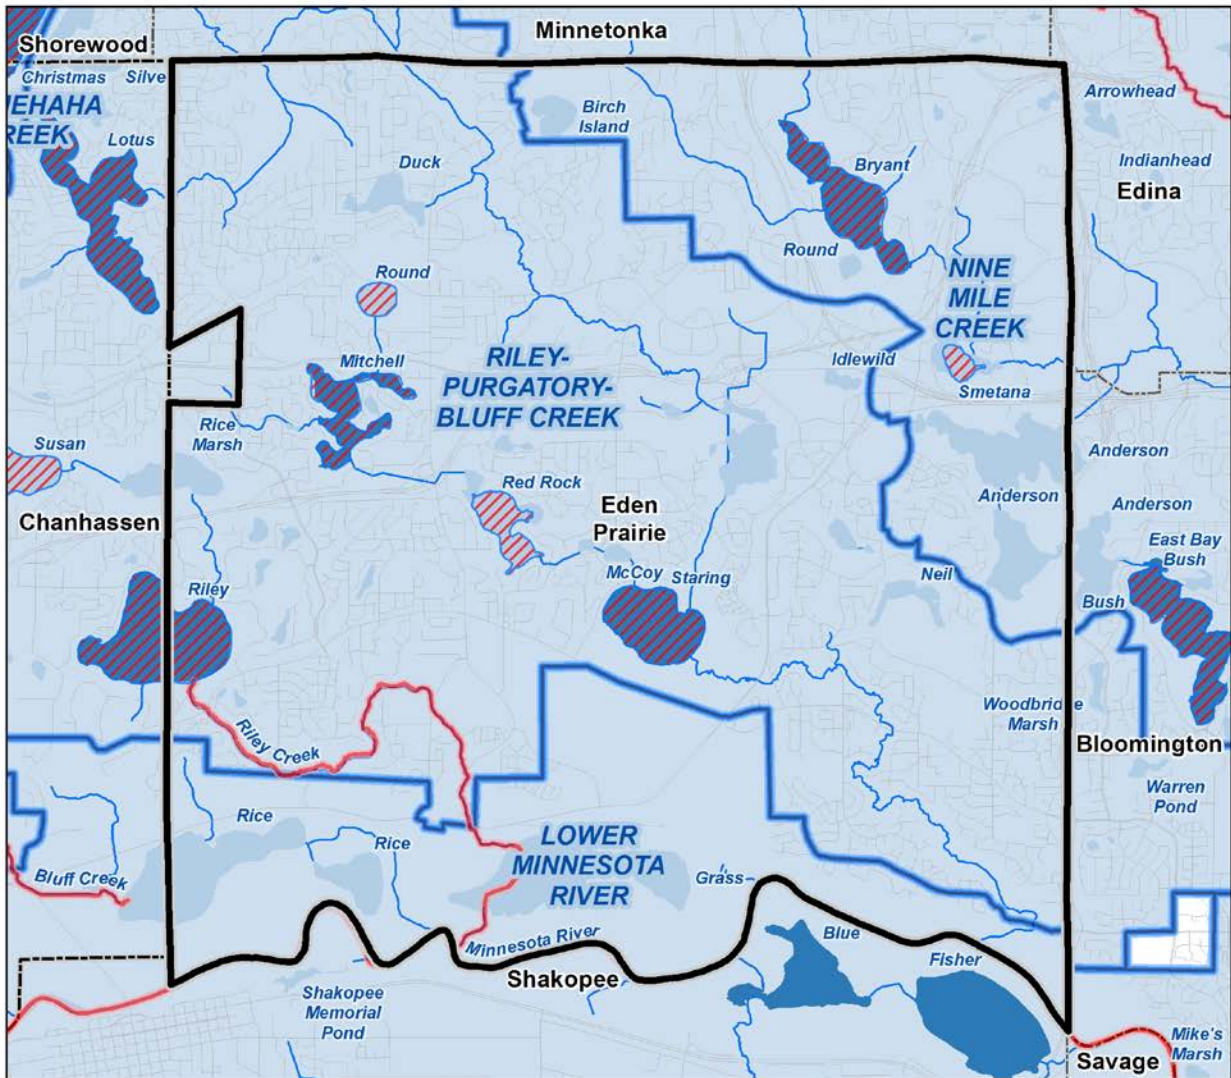 Shorewood
Minnetonka
Christmas
Silve
Arrowhead
NEHAHA
CREEK
Lotus
Birch
Island
Duck
Bryant
Indianhead
Edina
Round
Round
NINE
MILE
CREEK
Mitchell
RILEY-
PURGATORY-
BLUFF CREEK
Idlewild
Smetana
Rice
Marsh
Susan
Red Rock
Anderson
Anderson
Anderson
Chanhassen
Eden
Prairie
East Bay
Bush
Riley
McCoy
Staring
Neil
Bush
Riley Creek
Woodbridge
Marsh
Bloomington
Warren
Pond
Rice
Rice
LOWER
MINNESOTA
RIVER
Bluff Creek
Grass
Minnesota River
Blue
Fisher
Shakopee
Shakopee
Memorial
Pond
Mike's
Marsh
Savage